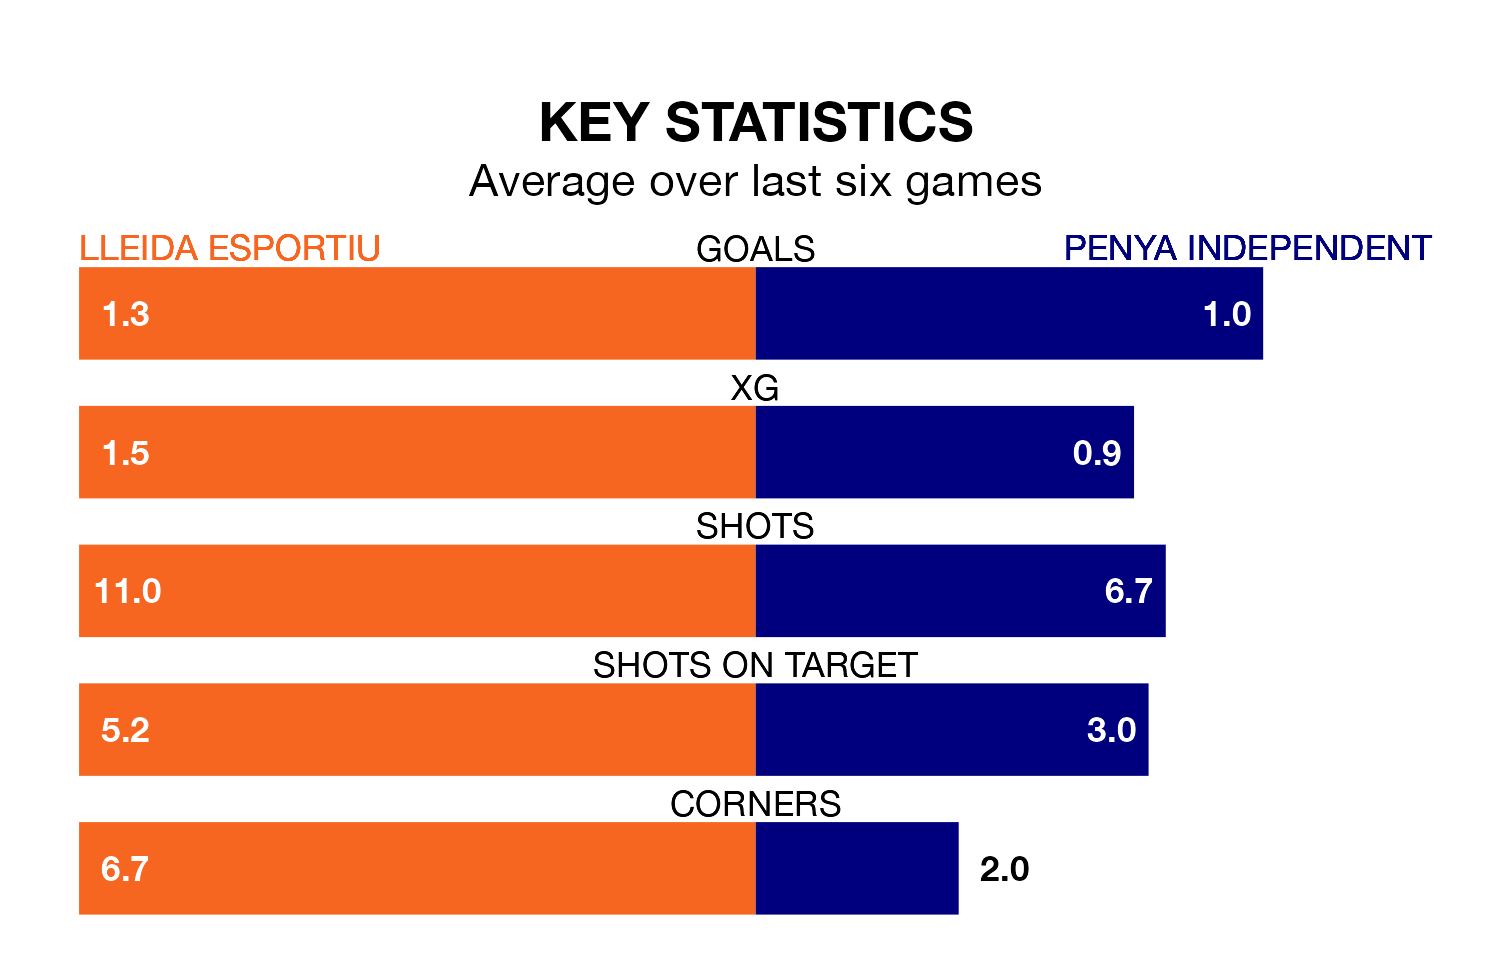 KEY STATISTICS
Average over last six games
LLEIDA ESPORTIU GOALS PENYA INDEPENDENT
1.3 1.0
XG
1.5 0.9
SHOTS
11.0 6.7
SHOTS ON TARGET
5.2 3.0
CORNERS
6.7 2.0